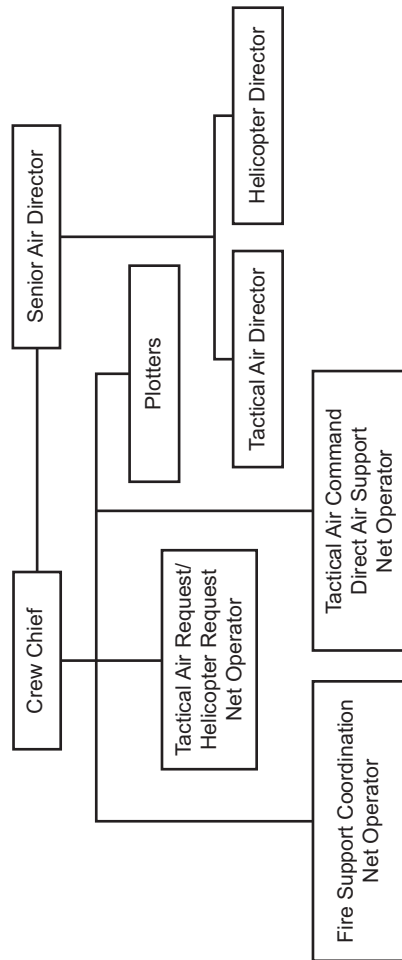 Crew Chief
Senior Air Director
Tactical Air Request/
Helicopter Request
Net Operator
Plotters
Tactical Air Director
Helicopter Director
Fire Support Coordination
Net Operator
Tactical Air Command
Direct Air Support
Net Operator